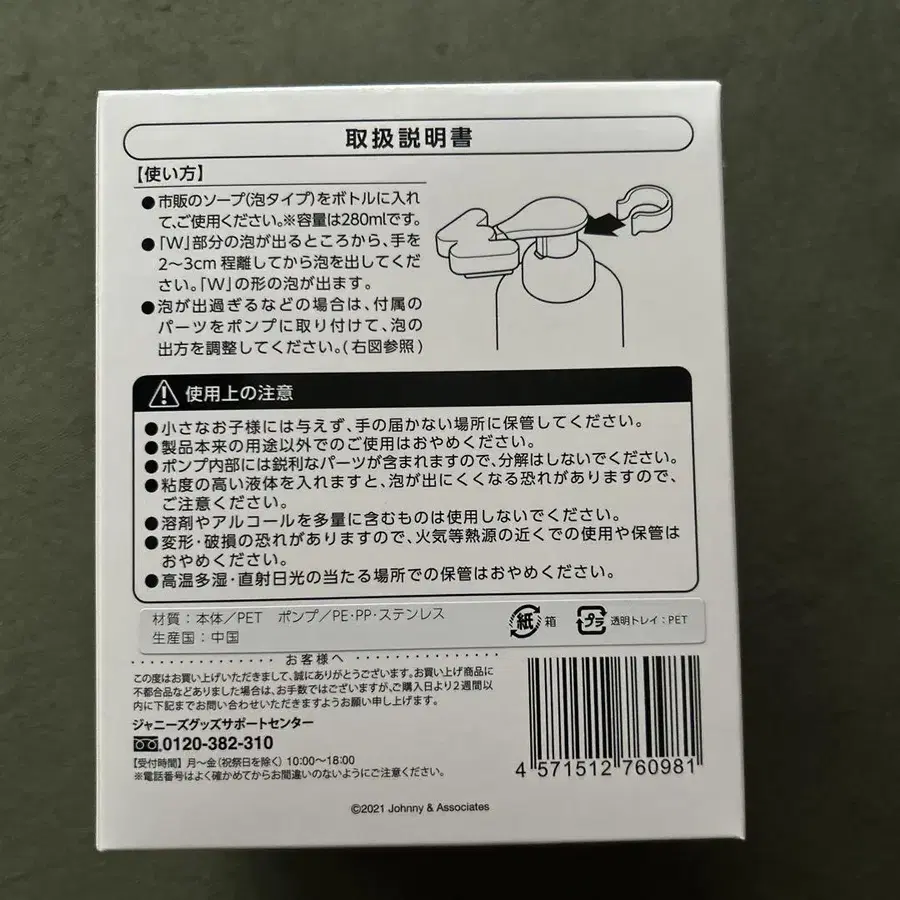 取扱説明書
【使い方】
●市販のソープ(泡タイプ)をボトルに入れ
て、ご使用ください。※容量は280mlです。
●「W」部分の泡が出るところから、手を
2〜3cm 程離してから泡を出してくだ
さい。「W」の形の泡が出ます。
●泡が出過ぎるなどの場合は、付属の
パーツをポンプに取り付けて、泡の
出方を調整してください。(右図参照)
使用上の注意
●小さなお子様には与えず、手の届かない場所に保管してください。
●製品本来の用途以外でのご使用はおやめください。
●ポンプ内部には鋭利なパーツが含まれますので、分解はしないでください。
●粘度の高い液体を入れますと、泡が出にくくなる恐れがありますので、
ご注意ください。
●溶剤やアルコールを多量に含むものは使用しないでください。
●変形・破損の恐れがありますので、火気等熱源の近くでの使用や保管は
おやめください。
●高温多湿・直射日光の当たる場所での保管はおやめください。
材質：本体／PET　ポンプ／PE・PP・ステンレス
生産国：中国
紙 箱
プラ 透明トレイ：PET
お客様へ
この度はお買い上げいただきまして、誠にありがとうございます。お買い上げ商品に
不都合品などありました場合は、お手数ではございますが、ご購入日より2週間以
内に下記までお問い合わせいただきますようお願い申し上げます。
ジャニーズグッズサポートセンター
0120-382-310
【受付時間】月〜金(祝祭日を除く) 10:00〜18:00
※電話番号はよく確かめてからお間違いのないようにご注意ください。
4 571512 760981
©2021 Johnny & Associates